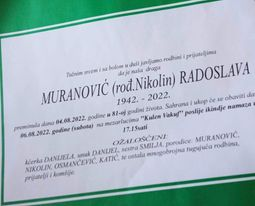 Tužnim srcem i sa bolom u duši javljamo rodbini i prijateljima
da je naša draga
MURANOVIĆ (rođ.Nikolin) RADOSLAVA
1942. - 2022.
preminula dana 04.08.2022. godine u 81-oj godini života. Sahrana i ukop će se obaviti dana
06.08.2022. godine (subota) na mezarlucima "Kulen Vakuf" poslije ikindije namaza u
17.15sati
OŽALOŠĆENI:
kćerka DANIJELA, unuk DANIJEL, sestra SMILJA, porodice: MURANOVIĆ,
NIKOLIN, OSMANČEVIĆ, KATIĆ, te ostala mnogobrojna tugujuća rodbina,
prijatelji i komšije.